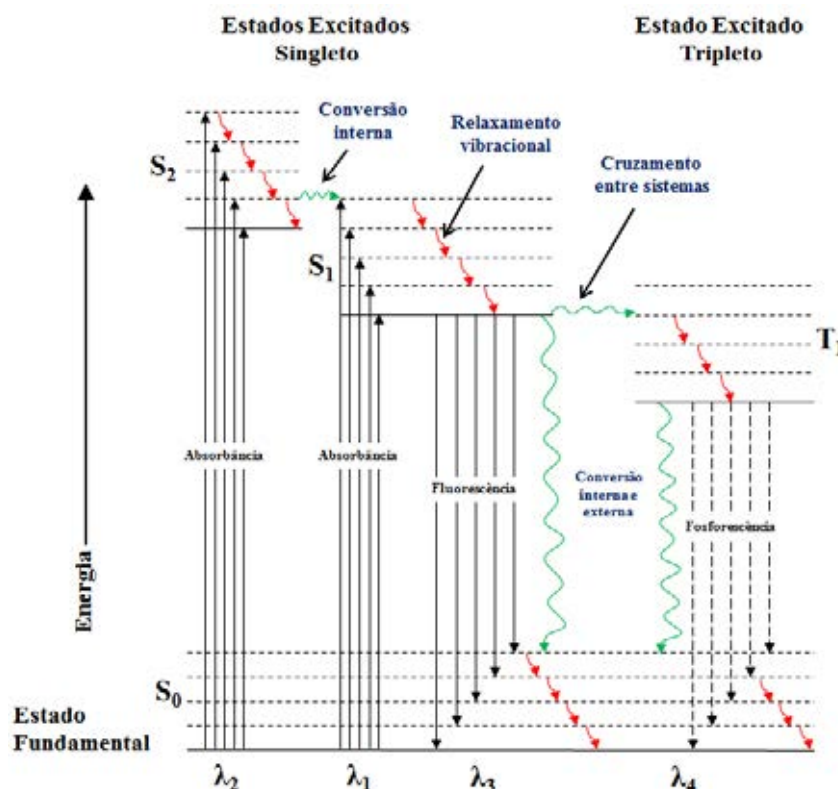 Estados Excitados
Singleto
Estado Excitado
Tripleto
Conversão
interna
Relaxamento
vibracional
Cruzamento
entre sistemas
S2
S1
T1
Absorbância
Absorbância
Fluorescência
Conversão
interna e
externa
Fosforescência
Energia
S0
Estado
Fundamental
λ2
λ1
λ3
λ4